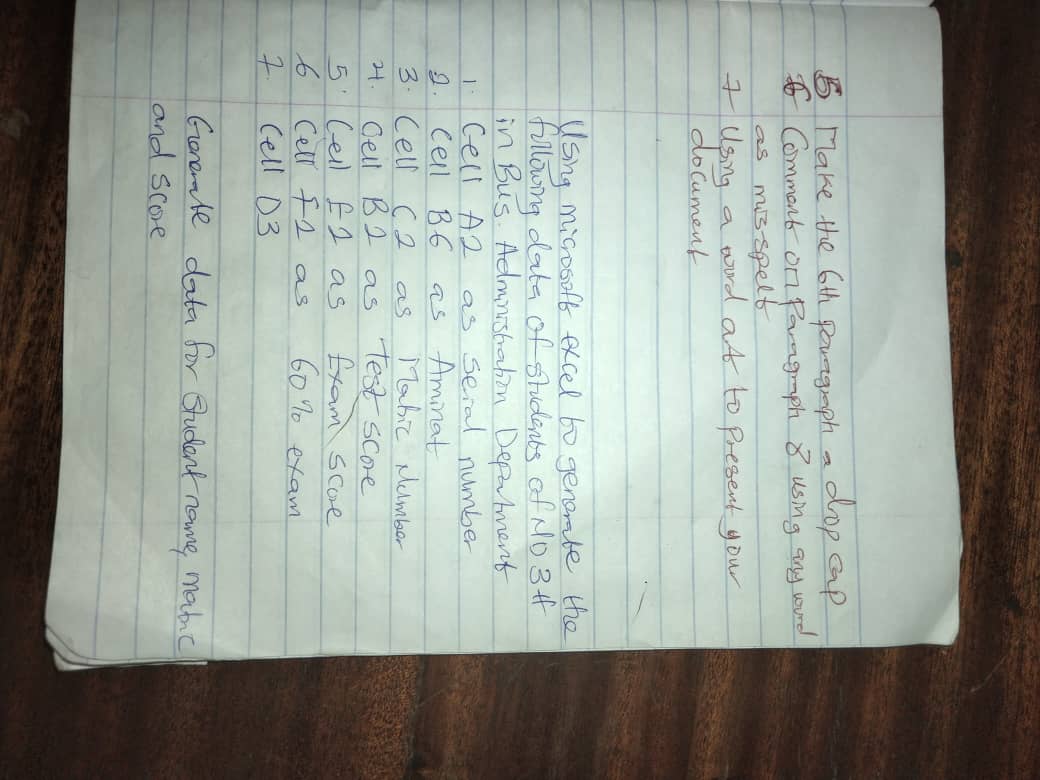 5 Make the 6th paragraph a drop cap
6 Comment on Paragraph 8 using any word
as mis-spelt
7 Using a word art to present your
document
Using microsoft excel to generate the
following data of students of ND 3
in Bus. Administration Department
1. Cell A2 as Serial number
2. Cell B6 as Aminat
3. Cell C2 as Matric Number
4. Cell B2 as Test score
5. Cell E2 as Exam score
6 Cell F2 as 60% exam
7. Cell D3
Generate data for Student name, matric
and score